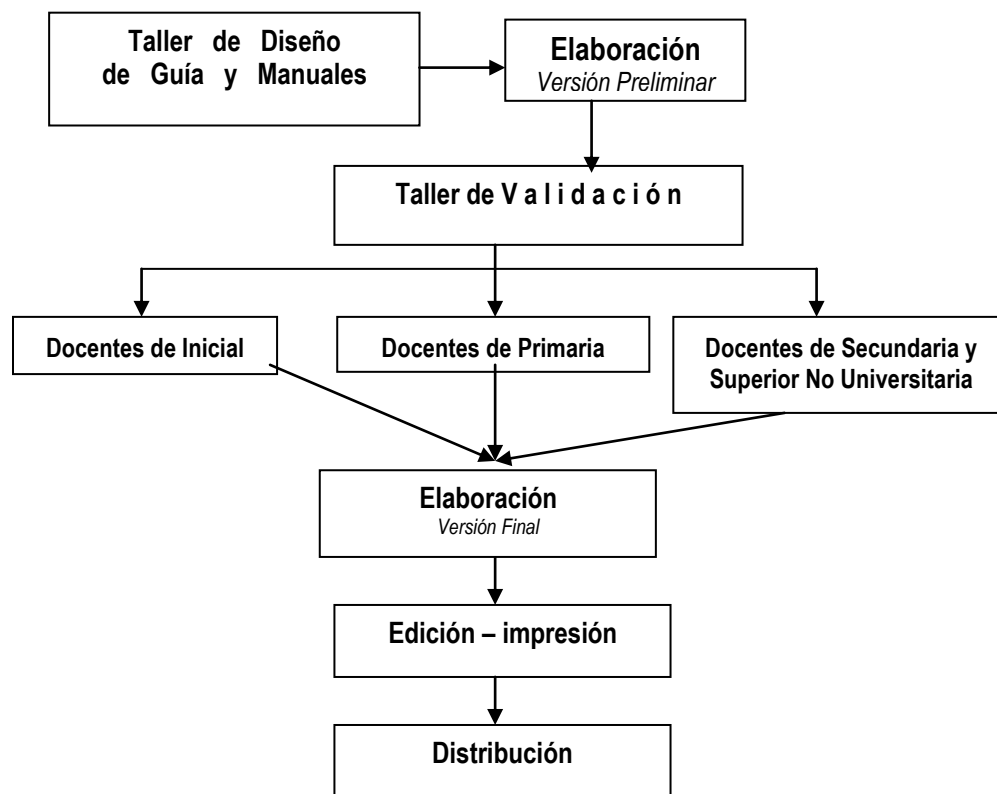 Taller de Diseño
de Guía y Manuales
Elaboración
Versión Preliminar
Taller de V a l i d a c i ó n
Docentes de Inicial
Docentes de Primaria
Docentes de Secundaria y
Superior No Universitaria
Elaboración
Versión Final
Edición – impresión
Distribución